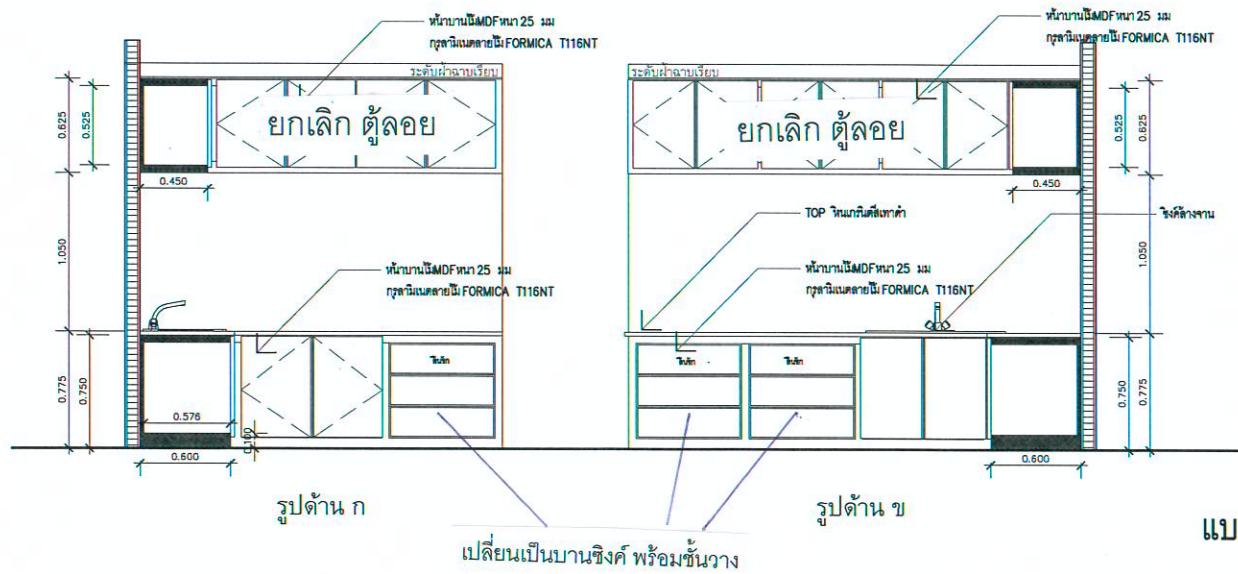 หน้าบานไม้MDFหนา 25 มม
กรุลามิเนตลายไม้ FORMICA T116NT
ระดับฝ้าฉาบเรียบ
ยกเลิก ตู้ลอย
0.625
0.525
0.450
1.050
หน้าบานไม้MDFหนา 25 มม
กรุลามิเนตลายไม้ FORMICA T116NT
0.775
0.750
0.576
0.100
0.600
ลิ้นชัก
รูปด้าน ก
หน้าบานไม้MDFหนา 25 มม
กรุลามิเนตลายไม้ FORMICA T116NT
ระดับฝ้าฉาบเรียบ
ยกเลิก ตู้ลอย
0.525
0.625
0.450
TOP หินแกรนิตสีเทาดำ
ซิงค์ล้างจาน
1.050
หน้าบานไม้MDFหนา 25 มม
กรุลามิเนตลายไม้ FORMICA T116NT
ลิ้นชัก
ลิ้นชัก
0.750
0.775
0.600
รูปด้าน ข
เปลี่ยนเป็นบานซิงค์ พร้อมชั้นวาง
แบ